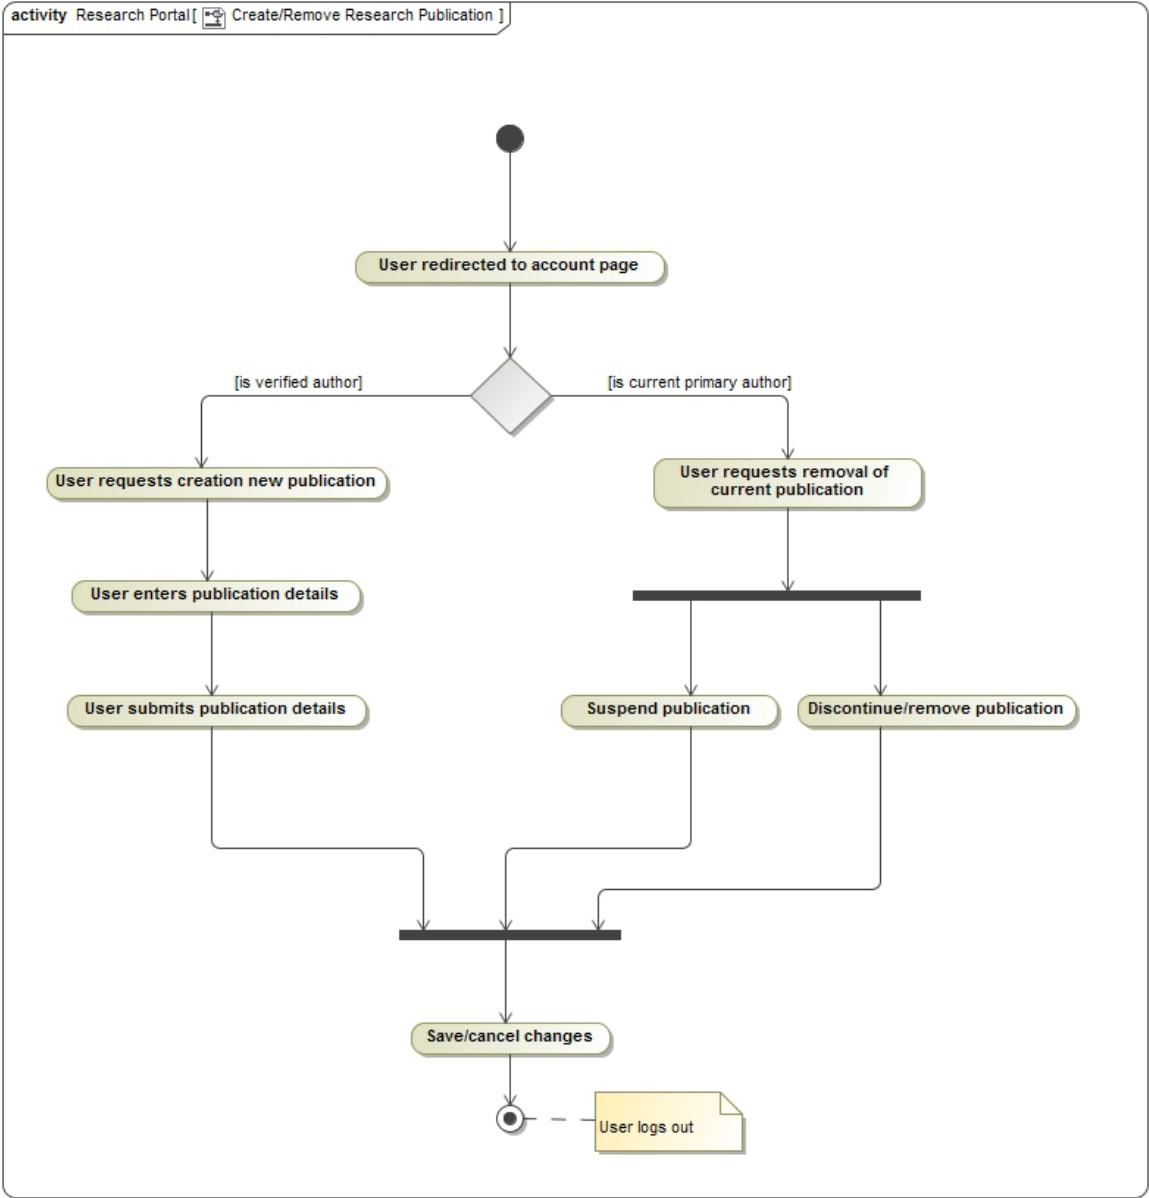 activity Research Portal[ Create/Remove Research Publication ]
User redirected to account page
[is verified author]
[is current primary author]
User requests creation new publication
User requests removal of
current publication
User enters publication details
User submits publication details
Suspend publication
Discontinue/remove publication
Save/cancel changes
User logs out